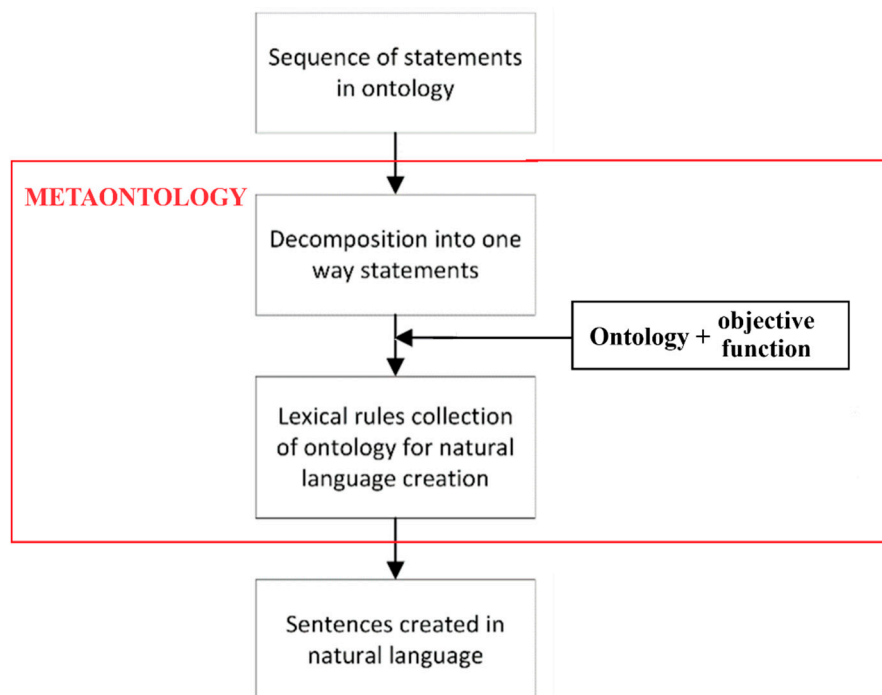 Sequence of statements
in ontology
METAONTOLOGY
Decomposition into one
way statements
Ontology + objective
function
Lexical rules collection
of ontology for natural
language creation
Sentences created in
natural language